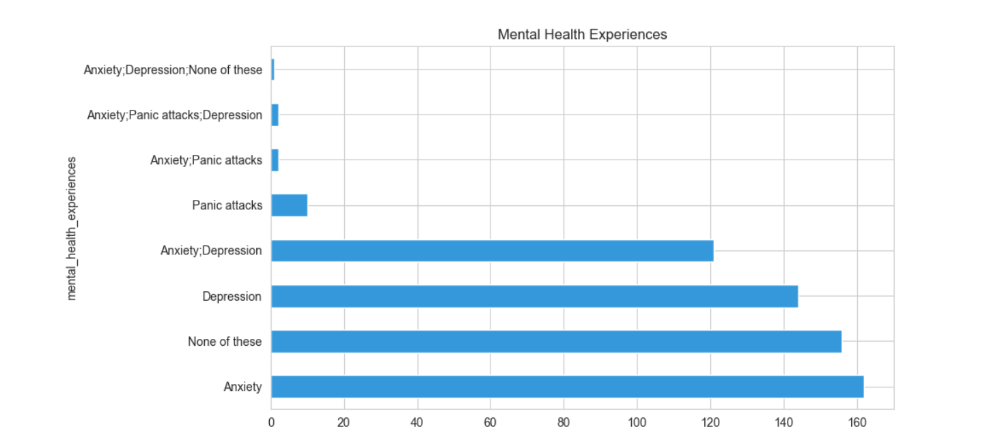 Mental Health Experiences
Anxiety;Depression;None of these
Anxiety;Panic attacks;Depression
Anxiety;Panic attacks
Panic attacks
Anxiety;Depression
Depression
None of these
Anxiety
mental_health_experiences
0 20 40 60 80 100 120 140 160